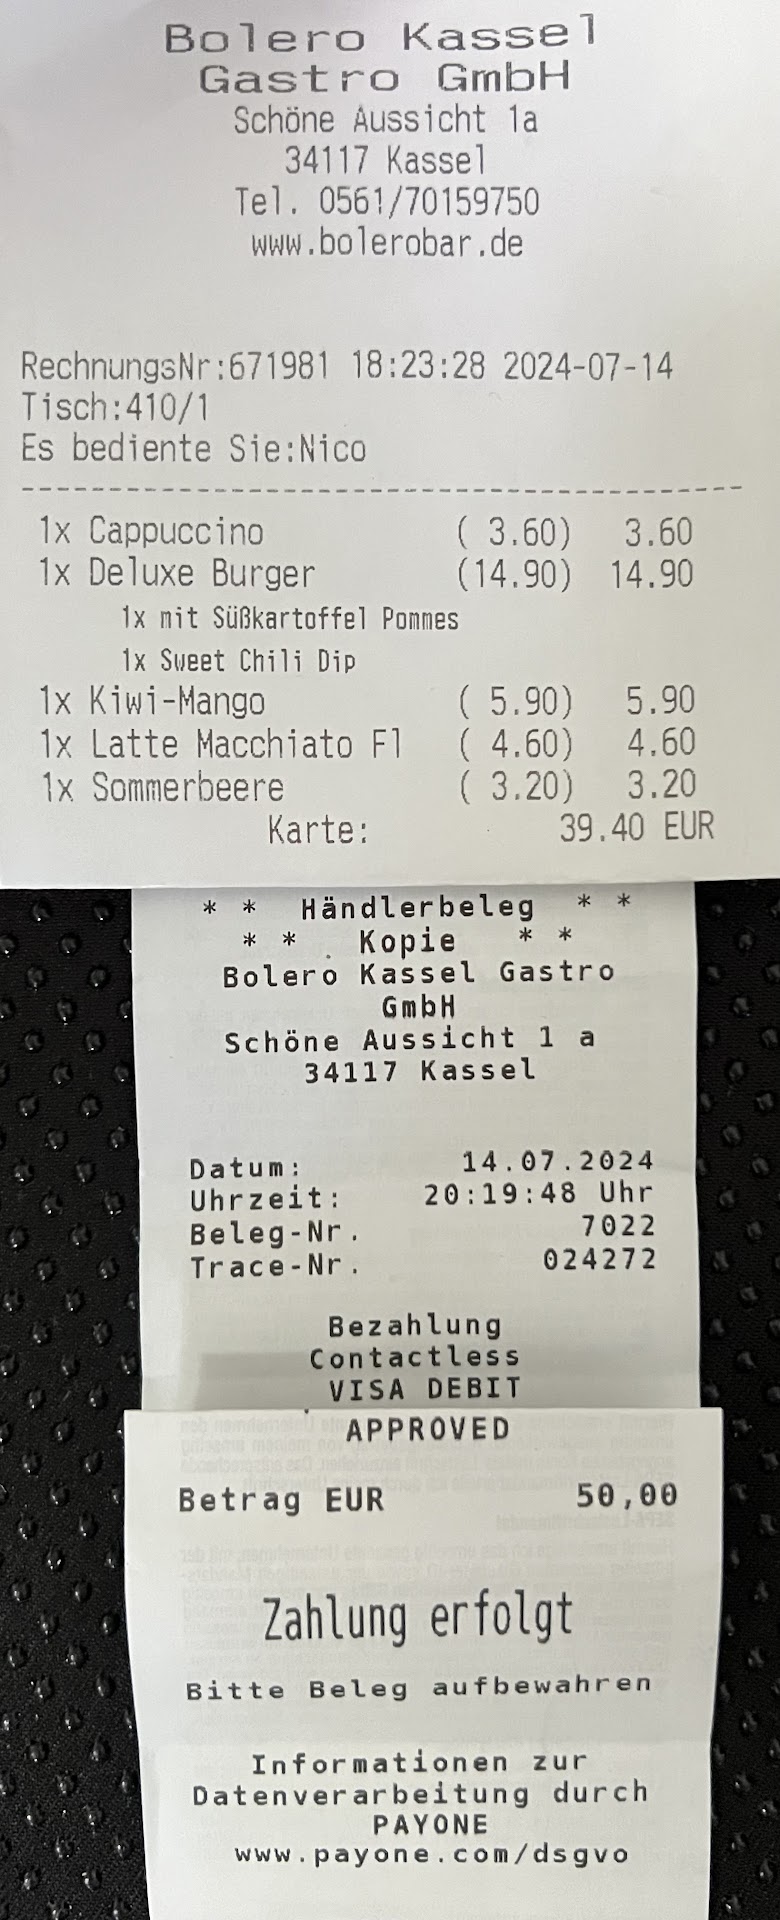 Bolero Kassel
Gastro GmbH
Schöne Aussicht 1a
34117 Kassel
Tel. 0561/70159750
www.bolerobar.de
RechnungsNr:671981 18:23:28 2024-07-14
Tisch:410/1
Es bediente Sie:Nico
--------------------------------------------
1x Cappuccino ( 3.60) 3.60
1x Deluxe Burger (14.90) 14.90
1x mit Süßkartoffel Pommes
1x Sweet Chili Dip
1x Kiwi-Mango ( 5.90) 5.90
1x Latte Macchiato Fl ( 4.60) 4.60
1x Sommerbeere ( 3.20) 3.20
Karte: 39.40 EUR
* * Händlerbeleg * *
* * Kopie * *
Bolero Kassel Gastro
GmbH
Schöne Aussicht 1 a
34117 Kassel
Datum: 14.07.2024
Uhrzeit: 20:19:48 Uhr
Beleg-Nr. 7022
Trace-Nr. 024272
Bezahlung
Contactless
VISA DEBIT
APPROVED
Betrag EUR 50,00
Zahlung erfolgt
Bitte Beleg aufbewahren
Informationen zur
Datenverarbeitung durch
PAYONE
www.payone.com/dsgvo